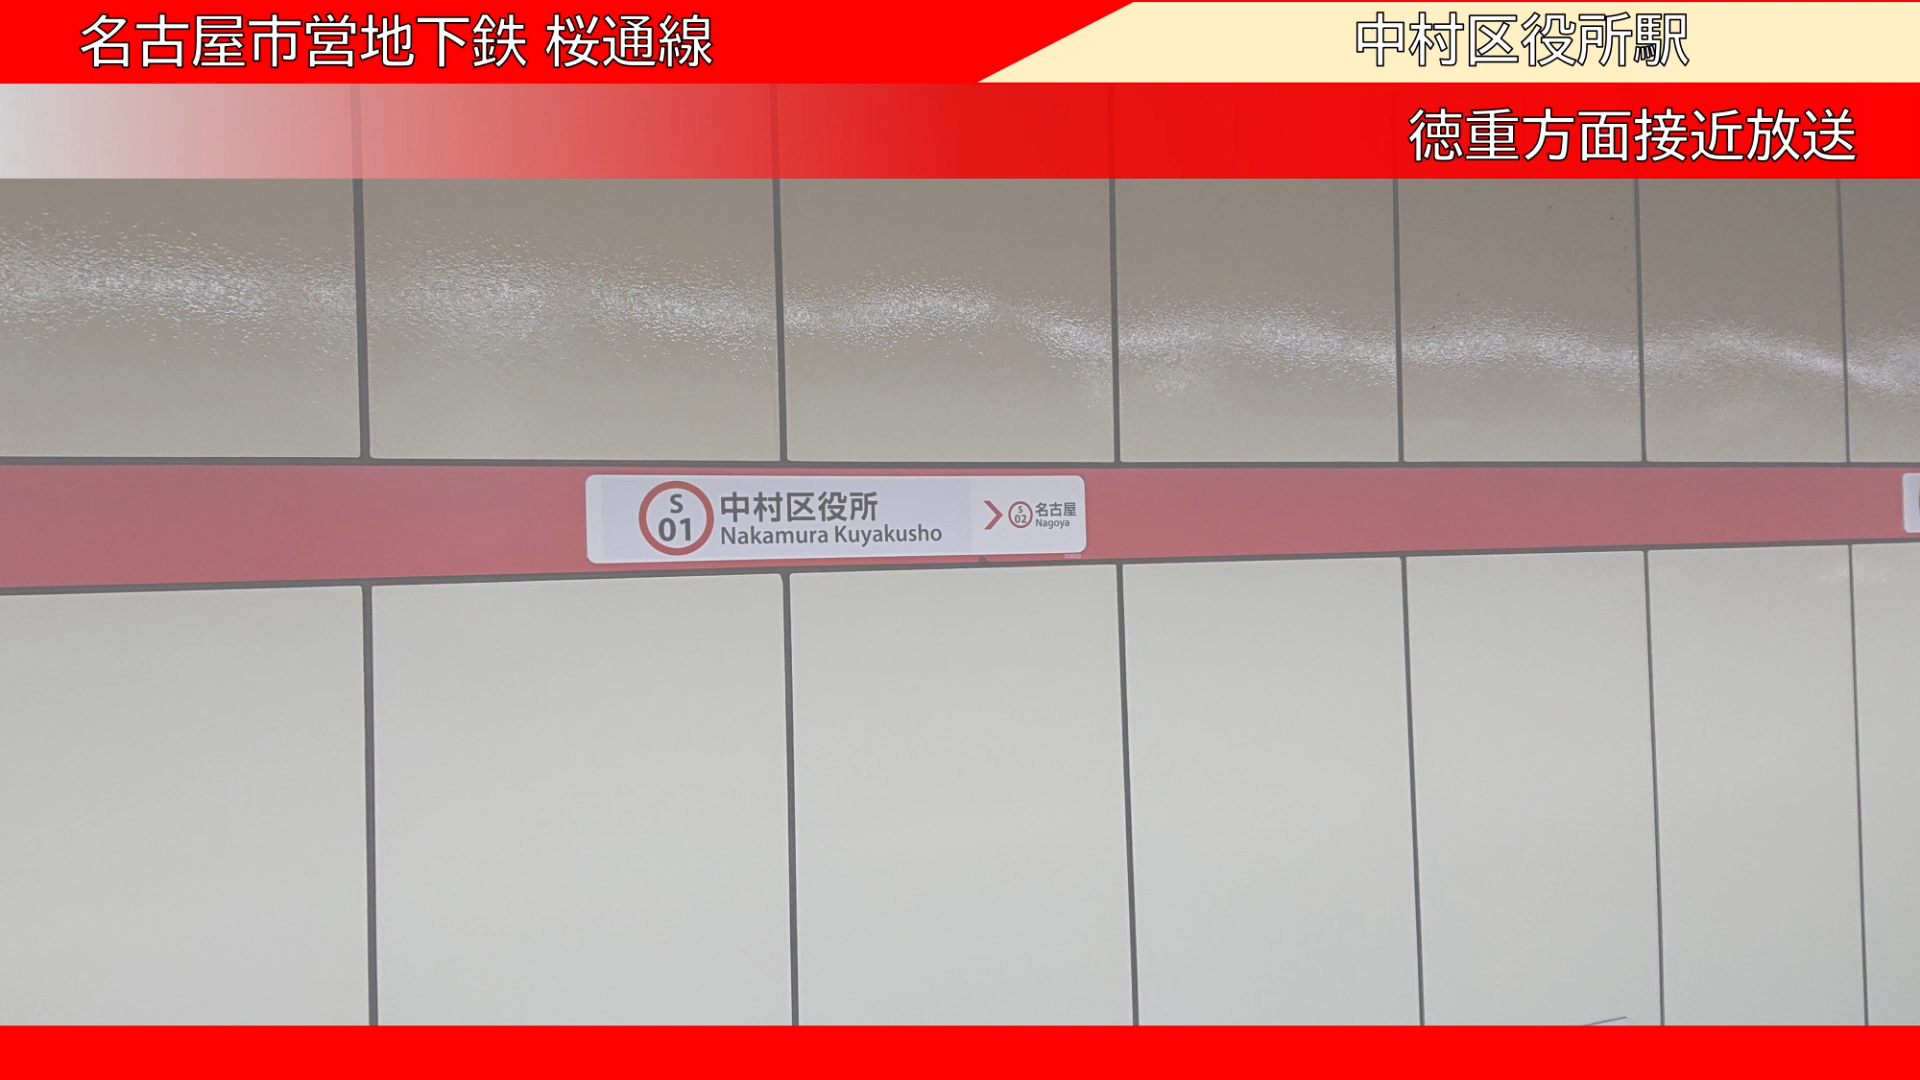 名古屋市営地下鉄 桜通線
中村区役所駅
徳重方面接近放送
S
01
中村区役所
Nakamura Kuyakusho
S
02
名古屋
Nagoya